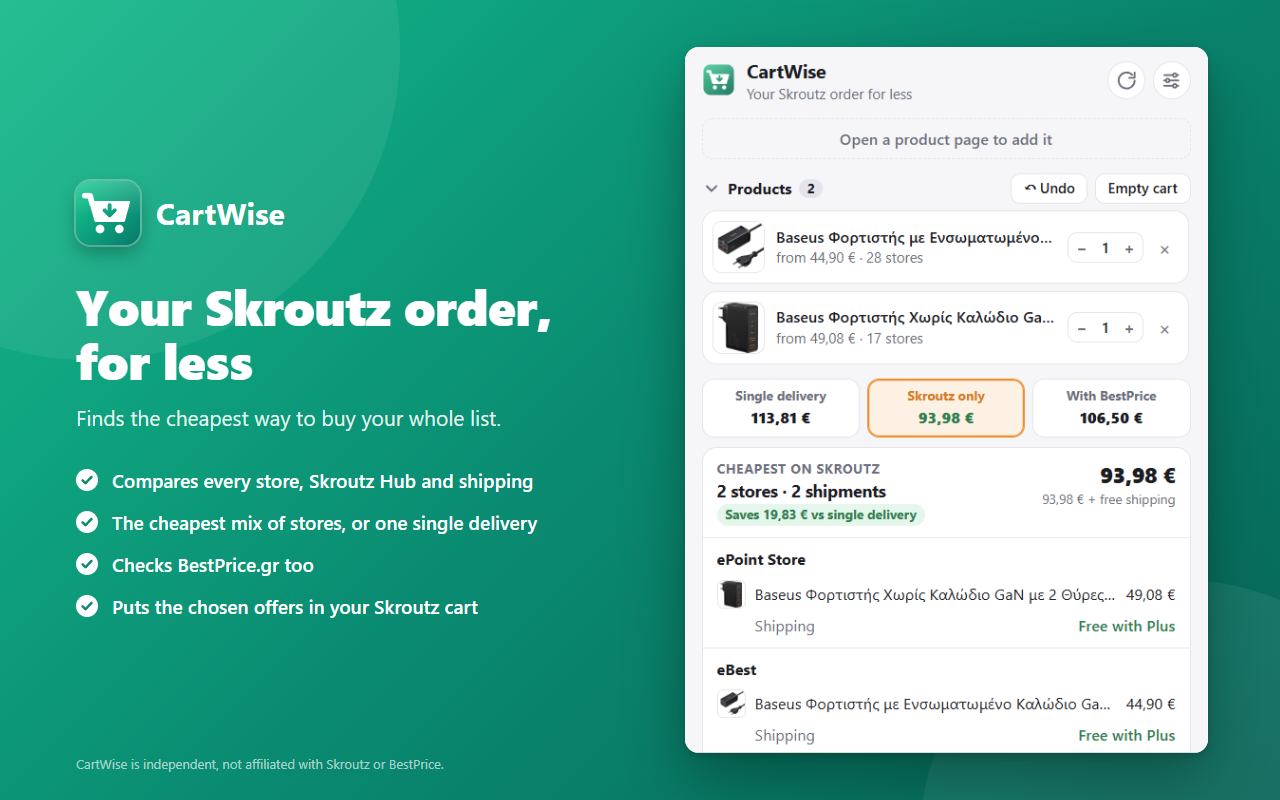 CartWise
Your Skroutz order,
for less
Finds the cheapest way to buy your whole list.
Compares every store, Skroutz Hub and shipping
The cheapest mix of stores, or one single delivery
Checks BestPrice.gr too
Puts the chosen offers in your Skroutz cart
CartWise is independent, not affiliated with Skroutz or BestPrice.
CartWise
Your Skroutz order for less
Open a product page to add it
Products 2
Undo
Empty cart
Baseus Φορτιστής με Ενσωματωμένο...
from 44,90 € · 28 stores
− 1 + ×
Baseus Φορτιστής Χωρίς Καλώδιο Ga...
from 49,08 € · 17 stores
− 1 + ×
Single delivery
113,81 €
Skroutz only
93,98 €
With BestPrice
106,50 €
CHEAPEST ON SKROUTZ
2 stores · 2 shipments
Saves 19,83 € vs single delivery
93,98 €
93,98 € + free shipping
ePoint Store
Baseus Φορτιστής Χωρίς Καλώδιο GaN με 2 Θύρες... 49,08 €
Shipping Free with Plus
eBest
Baseus Φορτιστής με Ενσωματωμένο Καλώδιο Ga... 44,90 €
Shipping Free with Plus